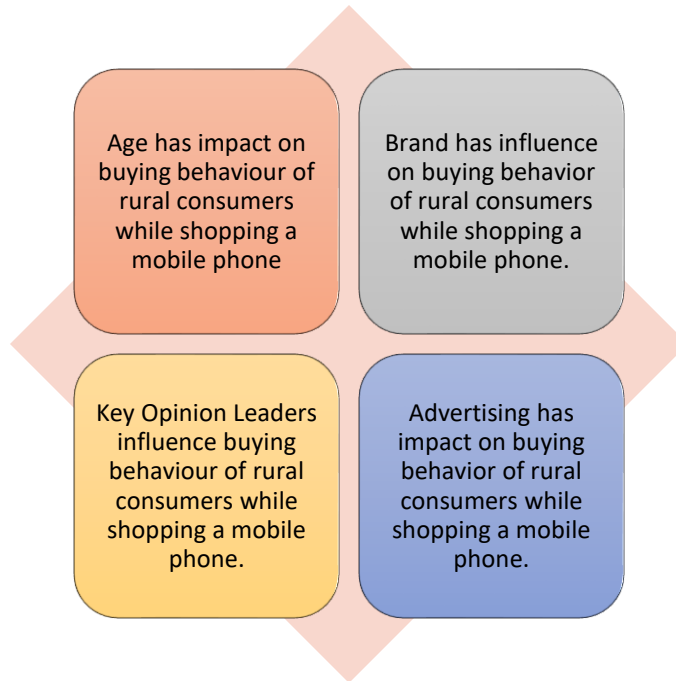 Age has impact on
buying behaviour of
rural consumers
while shopping a
mobile phone
Brand has influence
on buying behavior
of rural consumers
while shopping a
mobile phone.
Key Opinion Leaders
influence buying
behaviour of rural
consumers while
shopping a mobile
phone.
Advertising has
impact on buying
behavior of rural
consumers while
shopping a mobile
phone.